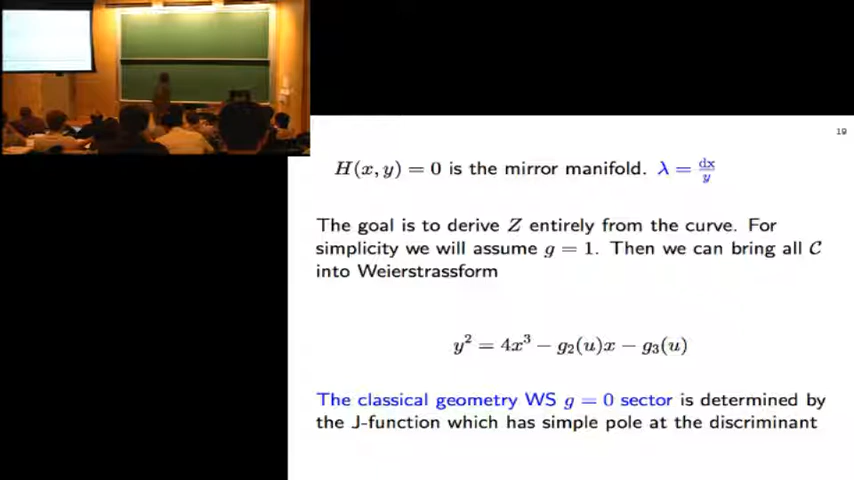 19
H(x, y) = 0 is the mirror manifold. λ = dx/y
The goal is to derive Z entirely from the curve. For
simplicity we will assume g = 1. Then we can bring all C
into Weierstrassform
y² = 4x³ − g₂(u)x − g₃(u)
The classical geometry WS g = 0 sector is determined by
the J-function which has simple pole at the discriminant